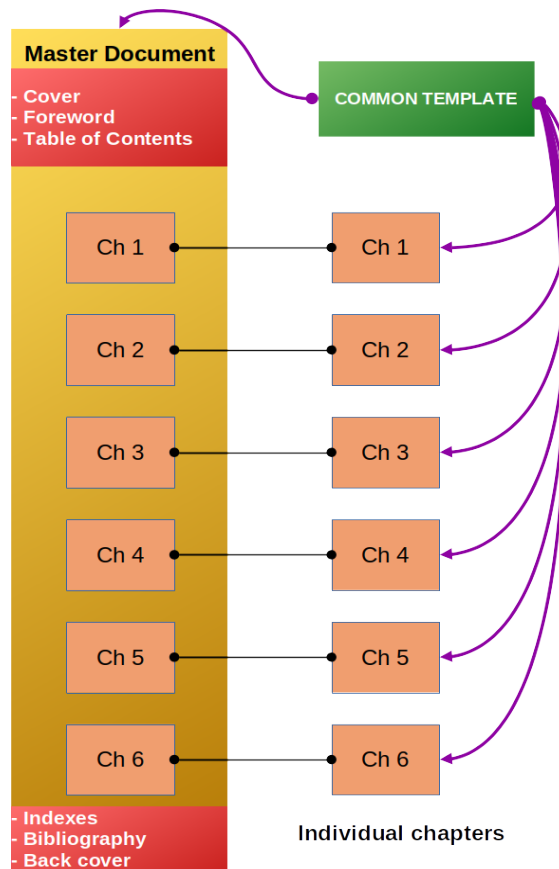 Master Document
- Cover
- Foreword
- Table of Contents
COMMON TEMPLATE
Ch 1
Ch 1
Ch 2
Ch 2
Ch 3
Ch 3
Ch 4
Ch 4
Ch 5
Ch 5
Ch 6
Ch 6
- Indexes
- Bibliography
- Back cover
Individual chapters